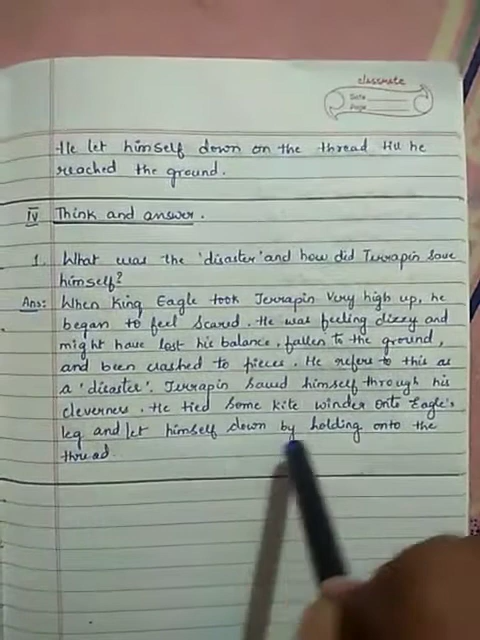 classmate
Date
Page
He let himself down on the thread till he
reached the ground.
IV Think and answer.
1. What was the 'disaster' and how did Terrapin save
himself?
Ans: When King Eagle took Terrapin very high up, he
began to feel scared. He was feeling dizzy and
might have lost his balance, fallen to the ground,
and been crashed to pieces. He refers to this as
a 'disaster'. Terrapin saved himself through his
cleverness. He tied some kite winder onto Eagle's
leg and let himself down by holding onto the
thread.